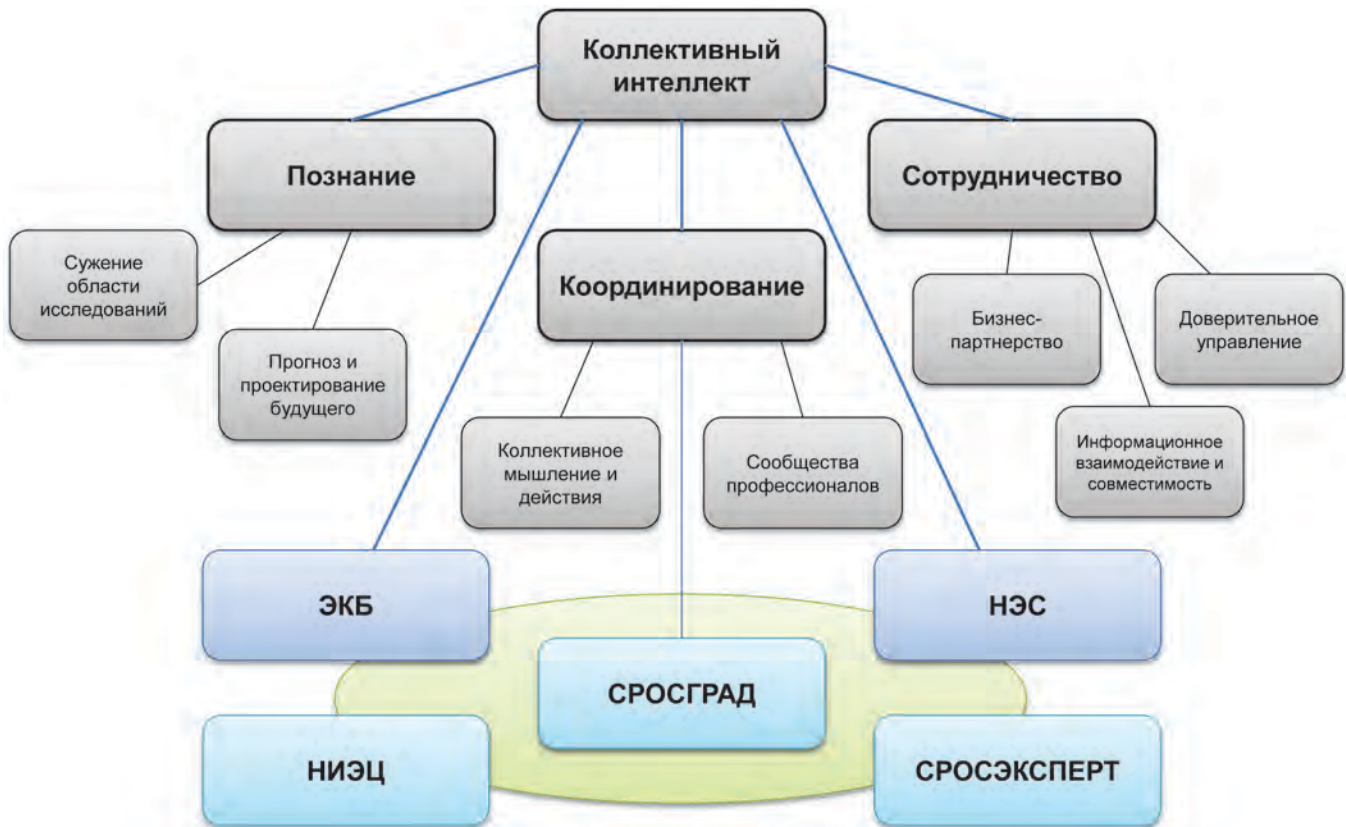 Коллективный
интеллект
Познание
Сотрудничество
Сужение
области
исследований
Координирование
Бизнес-
партнерство
Доверительное
управление
Прогноз и
проектирование
будущего
Коллективное
мышление и
действия
Сообщества
профессионалов
Информационное
взаимодействие и
совместимость
ЭКБ
НЭС
СРОСГРАД
НИЭЦ
СРОСЭКСПЕРТ